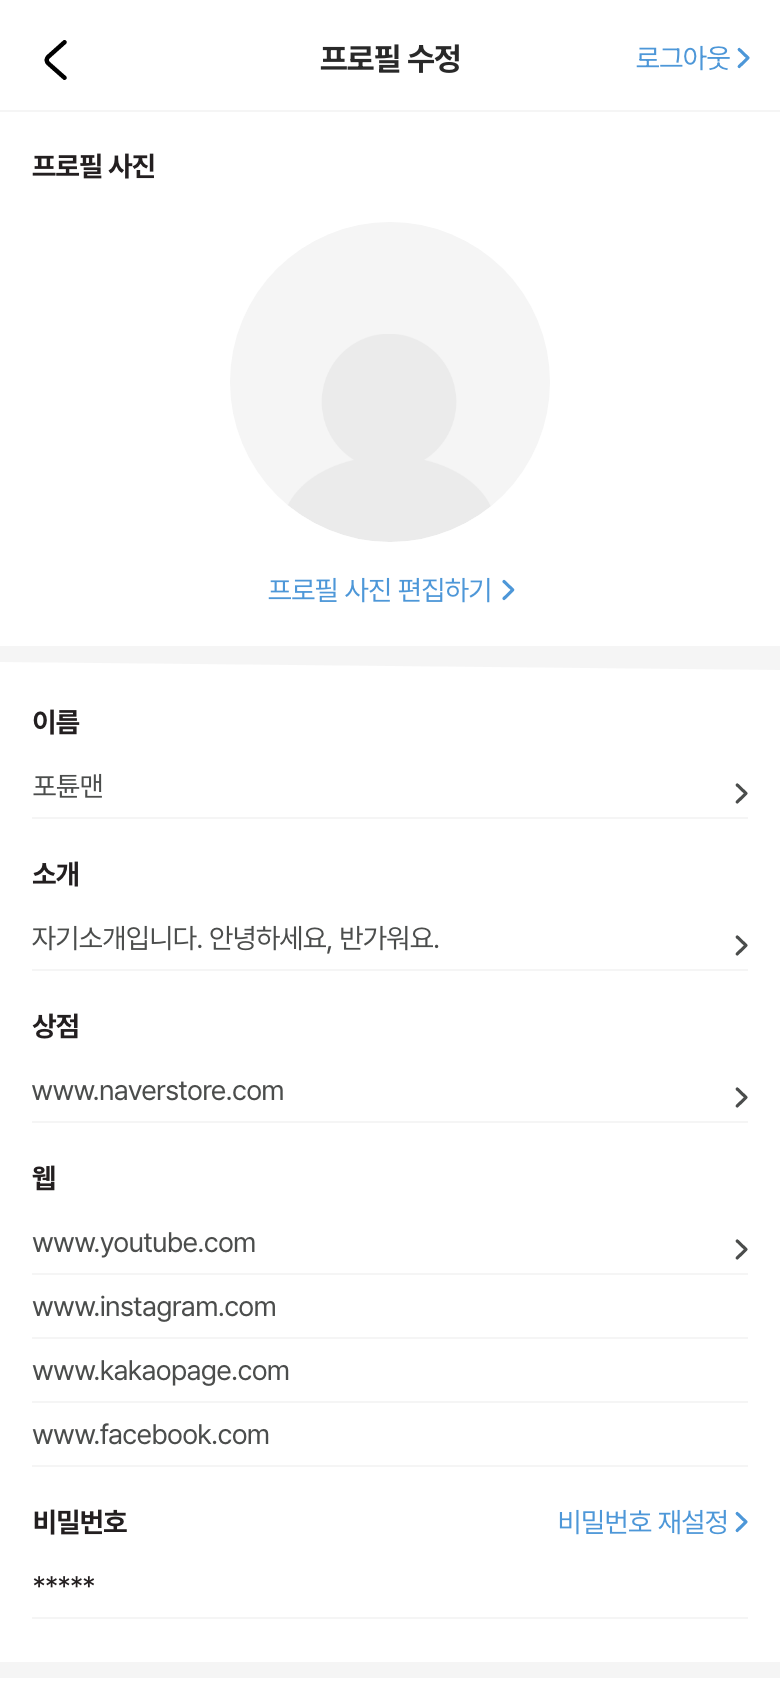 프로필 수정
로그아웃
프로필 사진
프로필 사진 편집하기
이름
포튠맨
소개
자기소개입니다. 안녕하세요, 반가워요.
상점
www.naverstore.com
웹
www.youtube.com
www.instagram.com
www.kakaopage.com
www.facebook.com
비밀번호
비밀번호 재설정
*****